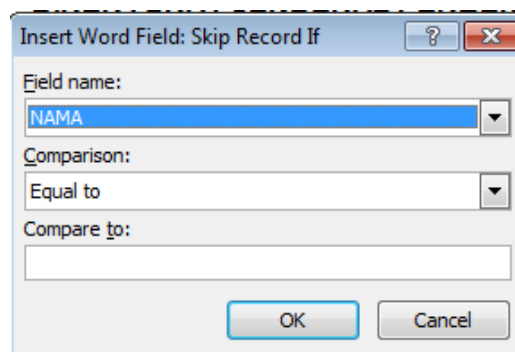 Insert Word Field: Skip Record If
Field name:
NAMA
Comparison:
Equal to
Compare to:
OK Cancel